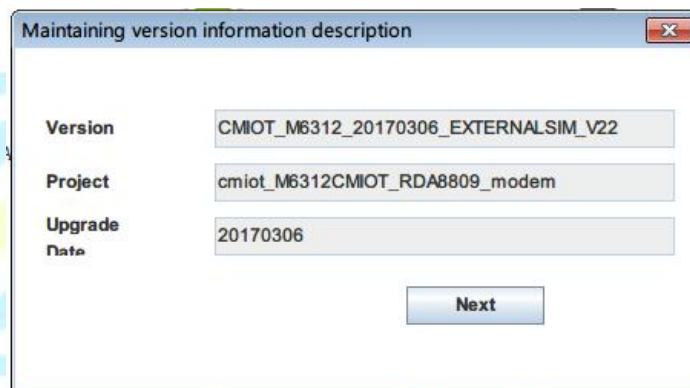 Maintaining version information description
Version CMIOT_M6312_20170306_EXTERNALSIM_V22
Project cmiot_M6312CMIOT_RDA8809_modem
Upgrade
Date 20170306
Next